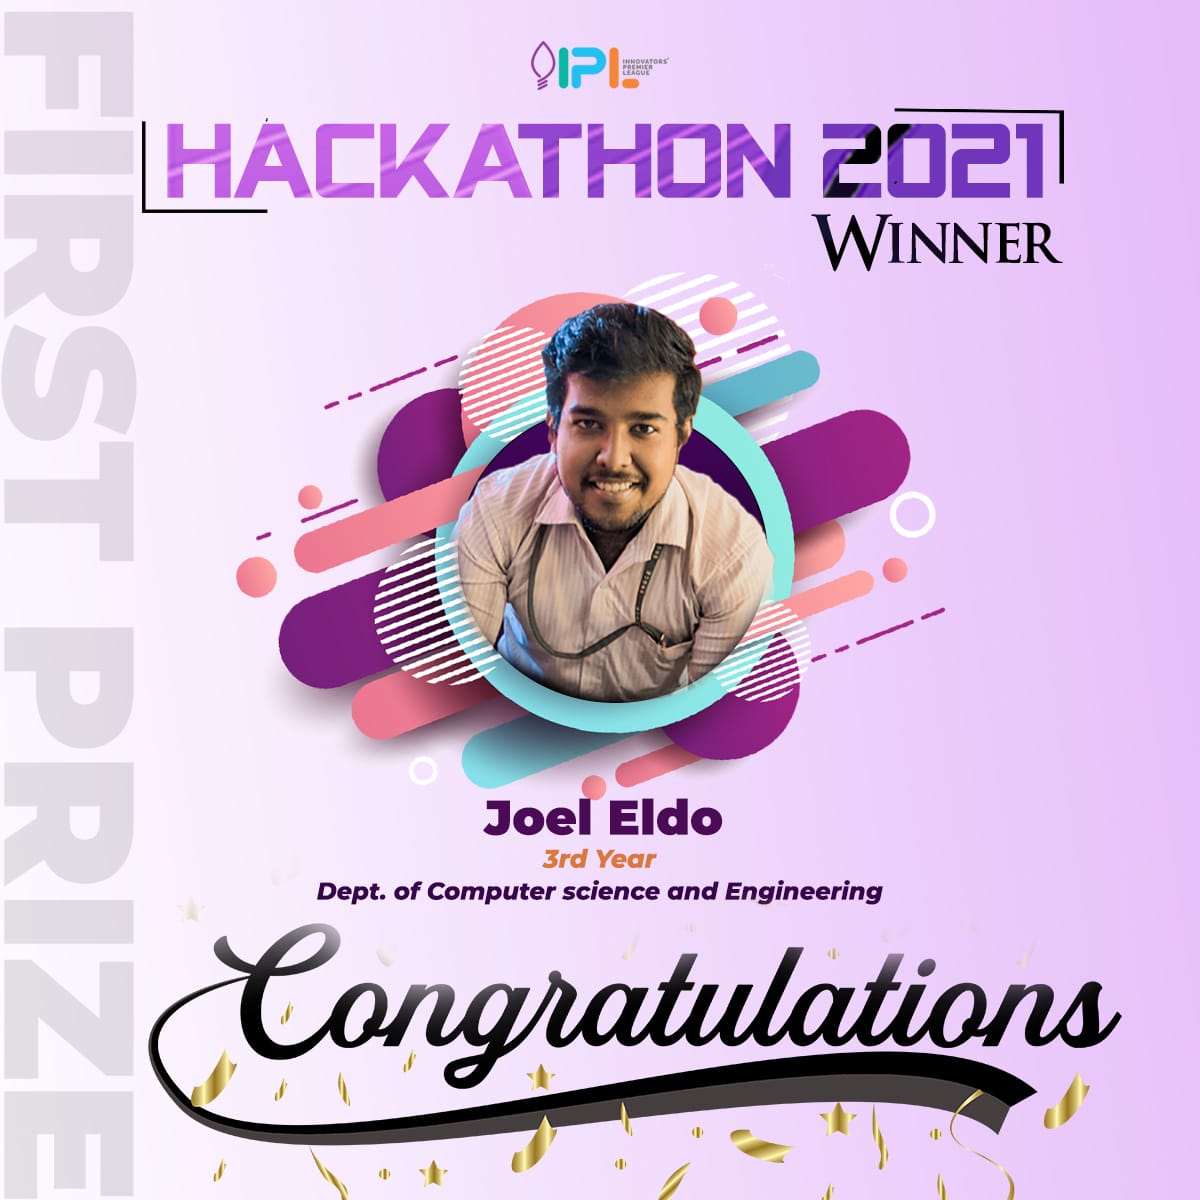 IPL
INNOVATORS'
PREMIER
LEAGUE
HACKATHON 2021
WINNER
FIRST PRIZE
Joel Eldo
3rd Year
Dept. of Computer science and Engineering
Congratulations